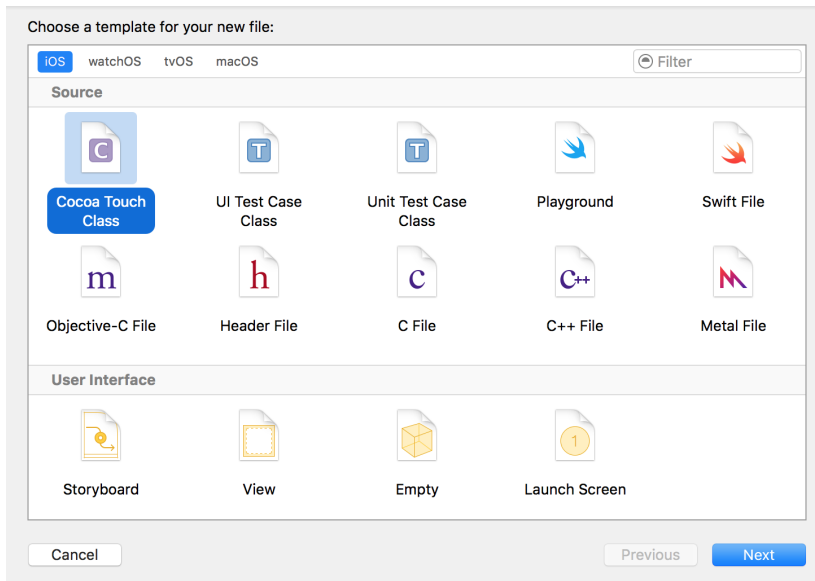 Choose a template for your new file:
iOS watchOS tvOS macOS Filter
Source
C T T
Cocoa Touch Class UI Test Case Class Unit Test Case Class Playground Swift File
m h c C++
Objective-C File Header File C File C++ File Metal File
User Interface
1
Storyboard View Empty Launch Screen
Cancel Previous Next